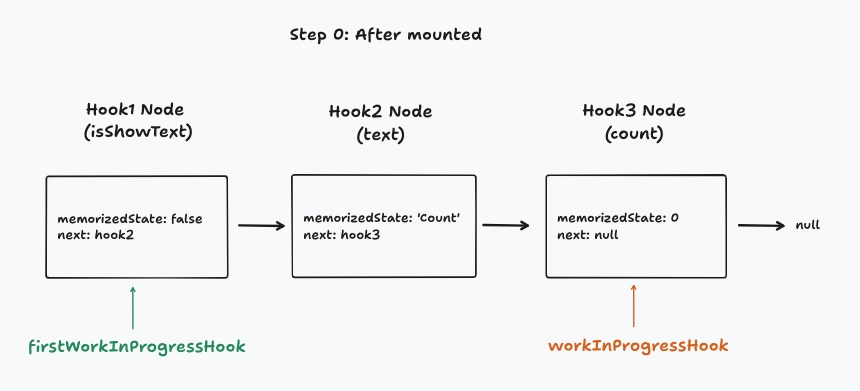 Step 0: After mounted
Hook1 Node
(isShowText)
Hook2 Node
(text)
Hook3 Node
(count)
memorizedState: false
next: hook2
memorizedState: 'Count'
next: hook3
memorizedState: 0
next: null
null
firstWorkInProgressHook
workInProgressHook